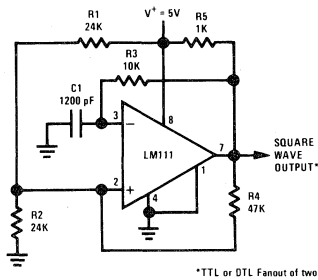 V+ = 5V
R1
24K
R5
1K
R3
10K
C1
1200 pF
3
−
8
LM111
7
SQUARE
WAVE
OUTPUT*
2
+
4
1
R2
24K
R4
47K
*TTL or DTL Fanout of two